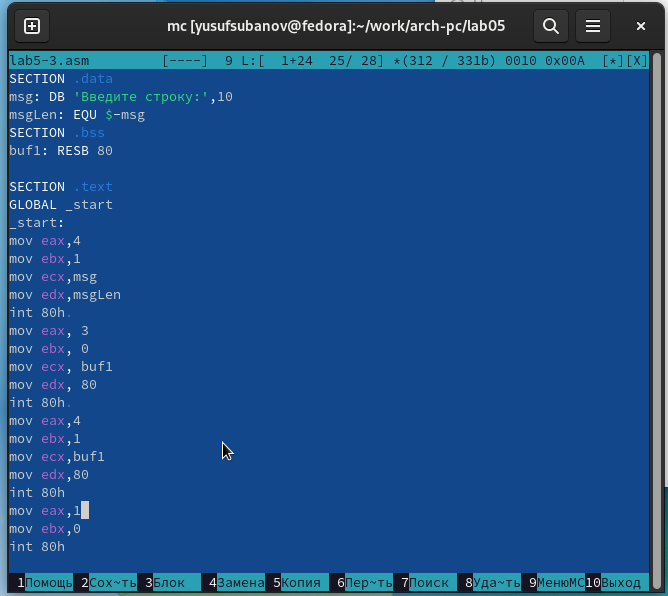 mc [yusufsubanov@fedora]:~/work/arch-pc/lab05
lab5-3.asm [----] 9 L:[ 1+24 25/ 28] *(312 / 331b) 0010 0x00A [*][X]
SECTION .data
msg: DB 'Введите строку:',10
msgLen: EQU $-msg
SECTION .bss
buf1: RESB 80
SECTION .text
GLOBAL _start
_start:
mov eax,4
mov ebx,1
mov ecx,msg
mov edx,msgLen
int 80h.
mov eax, 3
mov ebx, 0
mov ecx, buf1
mov edx, 80
int 80h.
mov eax,4
mov ebx,1
mov ecx,buf1
mov edx,80
int 80h
mov eax,1
mov ebx,0
int 80h
1Помощь 2Сох~ть 3Блок 4Замена 5Копия 6Пер~ть 7Поиск 8Уда~ть 9МенюМС 10Выход